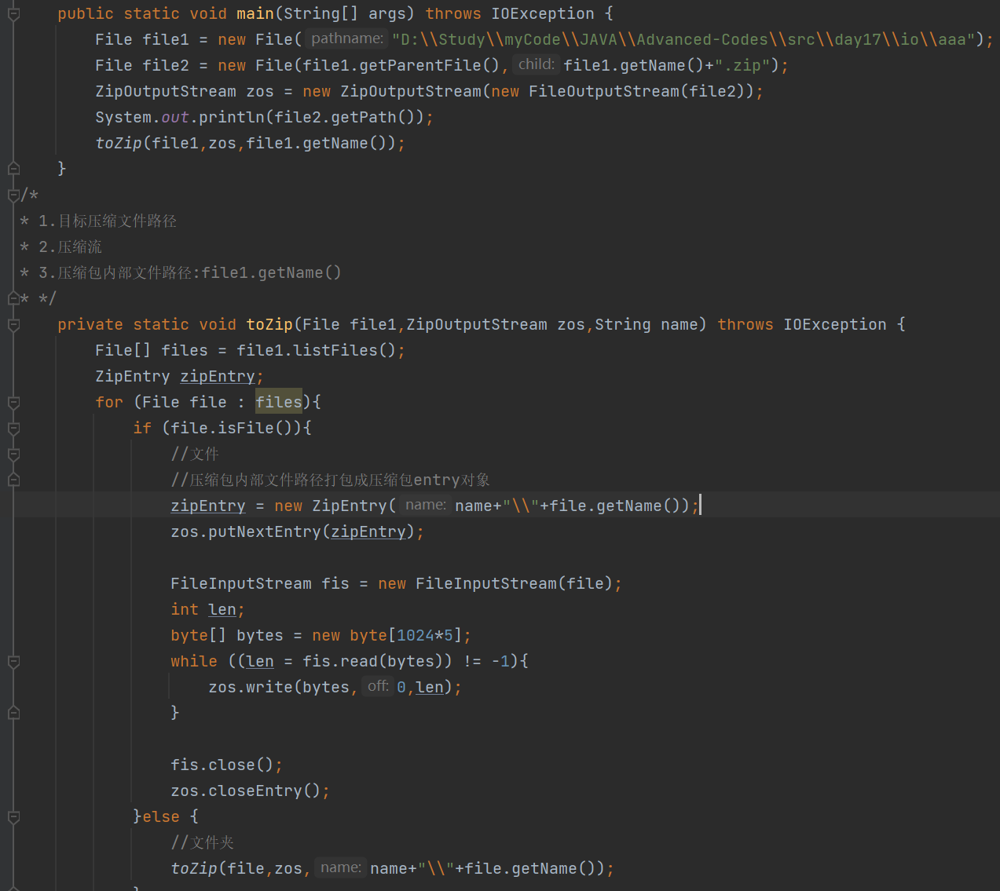 public static void main(String[] args) throws IOException {
File file1 = new File( pathname: "D:\\Study\\myCode\\JAVA\\Advanced-Codes\\src\\day17\\io\\aaa");
File file2 = new File(file1.getParentFile(), child: file1.getName()+".zip");
ZipOutputStream zos = new ZipOutputStream(new FileOutputStream(file2));
System.out.println(file2.getPath());
toZip(file1,zos,file1.getName());
}
/*
* 1.目标压缩文件路径
* 2.压缩流
* 3.压缩包内部文件路径:file1.getName()
* */
private static void toZip(File file1,ZipOutputStream zos,String name) throws IOException {
File[] files = file1.listFiles();
ZipEntry zipEntry;
for (File file : files){
if (file.isFile()){
//文件
//压缩包内部文件路径打包成压缩包entry对象
zipEntry = new ZipEntry( name: name+"\\"+file.getName());
zos.putNextEntry(zipEntry);
FileInputStream fis = new FileInputStream(file);
int len;
byte[] bytes = new byte[1024*5];
while ((len = fis.read(bytes)) != -1){
zos.write(bytes, off: 0,len);
}
fis.close();
zos.closeEntry();
}else {
//文件夹
toZip(file,zos, name: name+"\\"+file.getName());
}